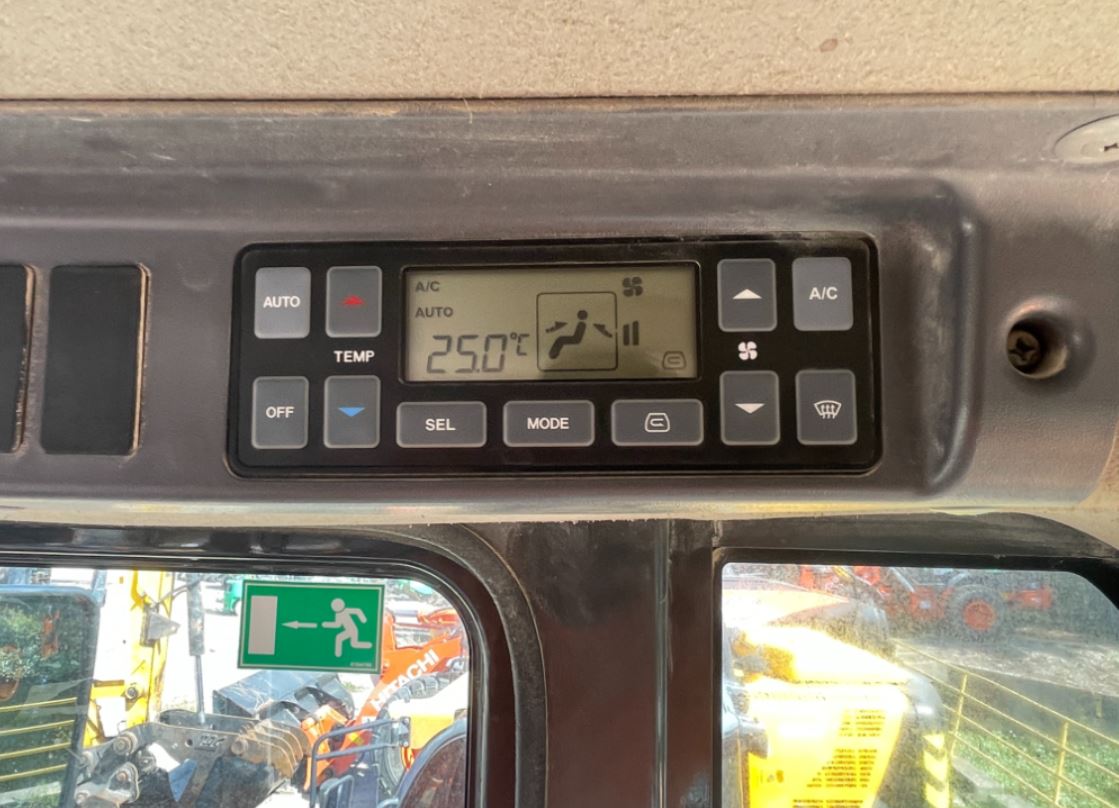 AUTO
A/C
AUTO
25.0℃
A/C
TEMP
OFF
SEL
MODE
HITACHI